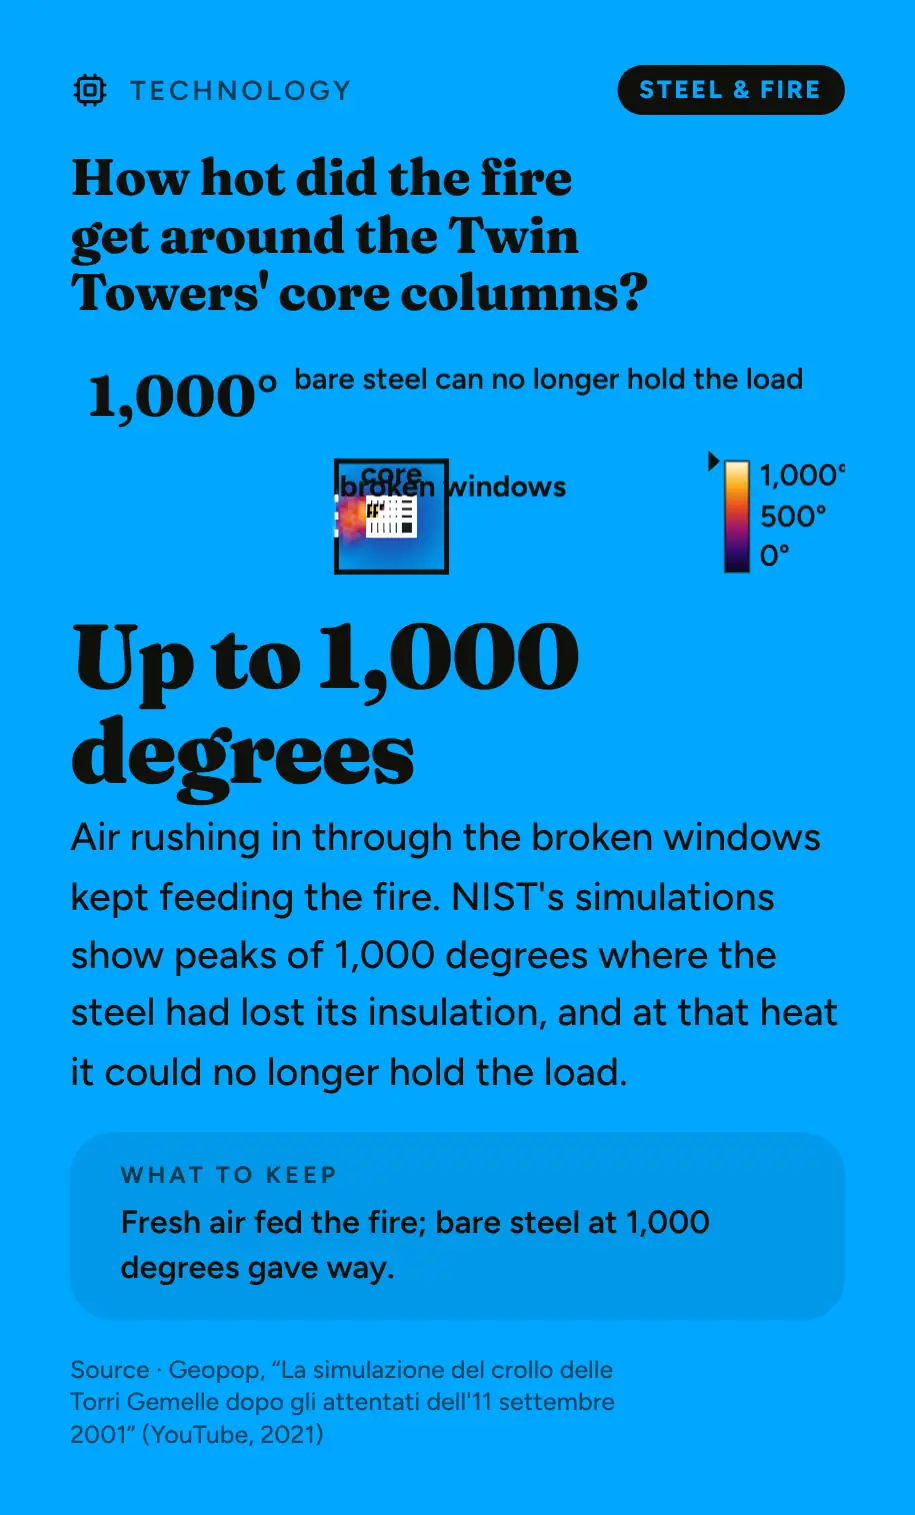 TECHNOLOGY
STEEL & FIRE
How hot did the fire
get around the Twin
Towers' core columns?
1,000°
bare steel can no longer hold the load
core
broken windows
1,000°
500°
0°
Up to 1,000
degrees
Air rushing in through the broken windows
kept feeding the fire. NIST's simulations
show peaks of 1,000 degrees where the
steel had lost its insulation, and at that heat
it could no longer hold the load.
WHAT TO KEEP
Fresh air fed the fire; bare steel at 1,000
degrees gave way.
Source · Geopop, “La simulazione del crollo delle
Torri Gemelle dopo gli attentati dell'11 settembre
2001” (YouTube, 2021)